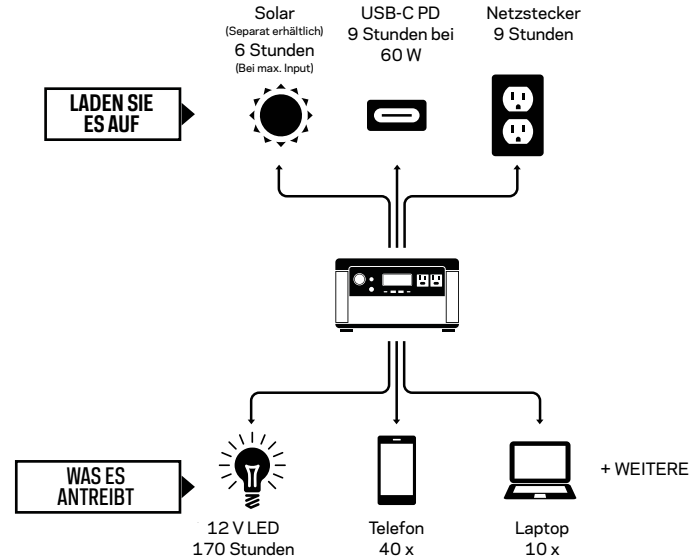 Solar
(Separat erhältlich)
6 Stunden
(Bei max. Input)
USB-C PD
9 Stunden bei
60 W
Netzstecker
9 Stunden
LADEN SIE
ES AUF
WAS ES
ANTREIBT
12 V LED
170 Stunden
Telefon
40 x
Laptop
10 x
+ WEITERE